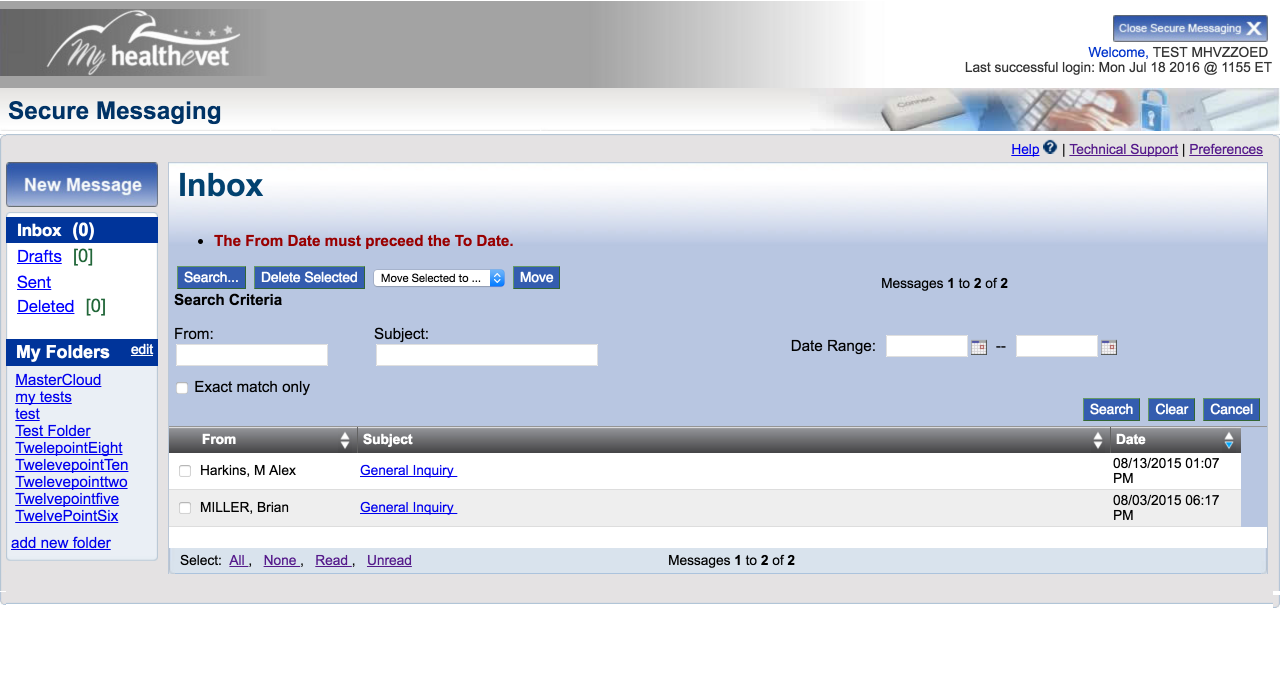 My healthevet
Close Secure Messaging X
Welcome, TEST MHVZZOED
Last successful login: Mon Jul 18 2016 @ 1155 ET
Secure Messaging
Connect
Help ? | Technical Support | Preferences
New Message
Inbox (0)
Drafts [0]
Sent
Deleted [0]
My Folders edit
MasterCloud
my tests
test
Test Folder
TwelepointEight
TwelevepointTen
Twelevepointtwo
Twelvepointfive
TwelvePointSix
add new folder
Inbox
• The From Date must preceed the To Date.
Search... Delete Selected Move Selected to ... Move Messages 1 to 2 of 2
Search Criteria
From: Subject: Date Range: --
Exact match only
Search Clear Cancel
From Subject Date
Harkins, M Alex General Inquiry 08/13/2015 01:07
PM
MILLER, Brian General Inquiry 08/03/2015 06:17
PM
Select: All , None , Read , Unread Messages 1 to 2 of 2